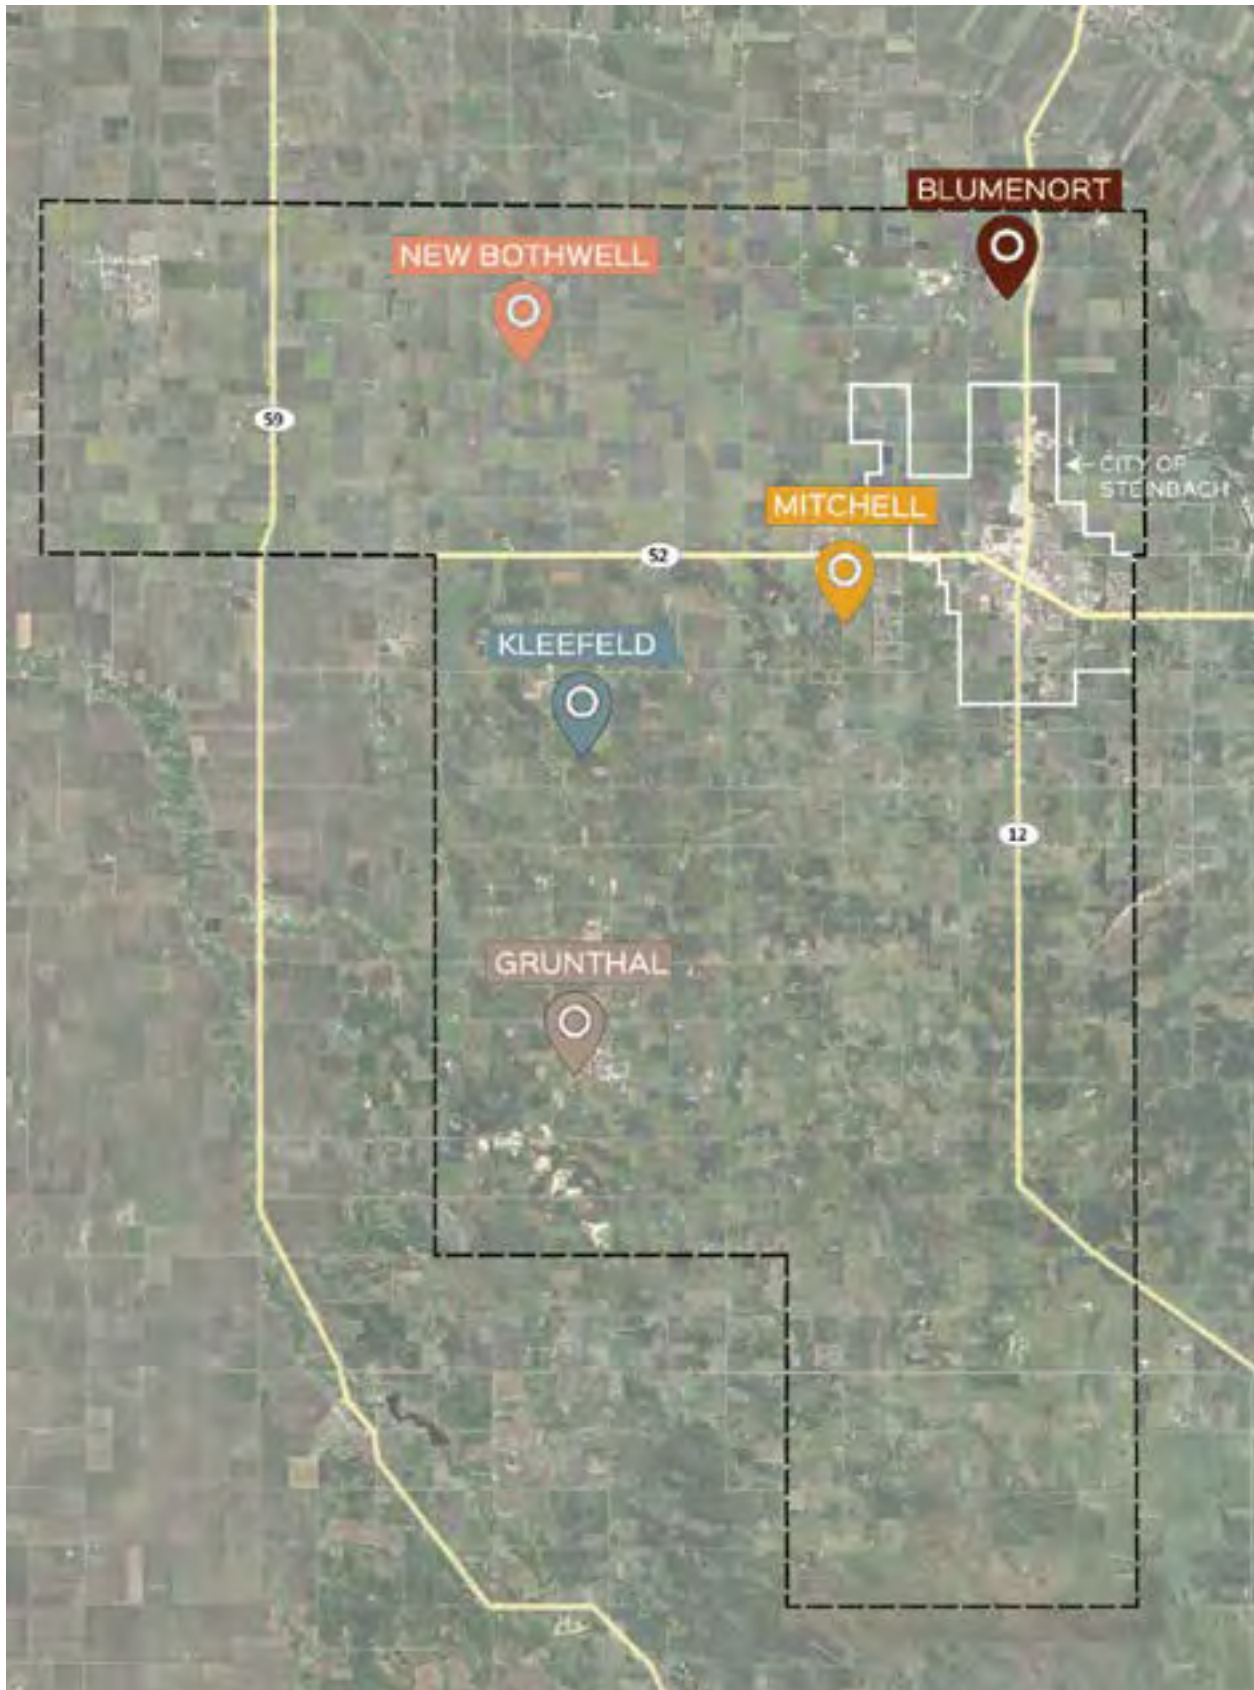 BLUMENORT
NEW BOTHWELL
59
CITY OF
STEINBACH
MITCHELL
52
KLEEFELD
12
GRUNTHAL